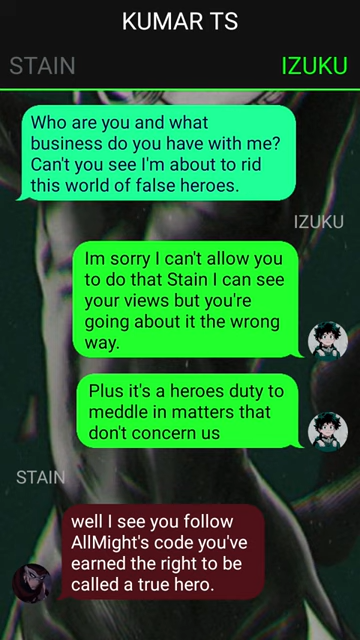 KUMAR TS
STAIN
IZUKU
Who are you and what
business do you have with me?
Can't you see I'm about to rid
this world of false heroes.
IZUKU
Im sorry I can't allow you
to do that Stain I can see
your views but you're
going about it the wrong
way.
Plus it's a heroes duty to
meddle in matters that
don't concern us
STAIN
well I see you follow
AllMight's code you've
earned the right to be
called a true hero.